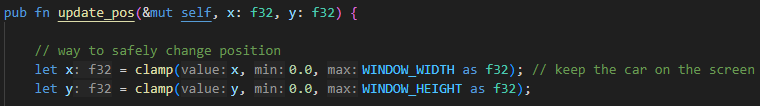 pub fn update_pos(&mut self, x: f32, y: f32) {
// way to safely change position
let x: f32 = clamp(value: x, min: 0.0, max: WINDOW_WIDTH as f32); // keep the car on the screen
let y: f32 = clamp(value: y, min: 0.0, max: WINDOW_HEIGHT as f32);